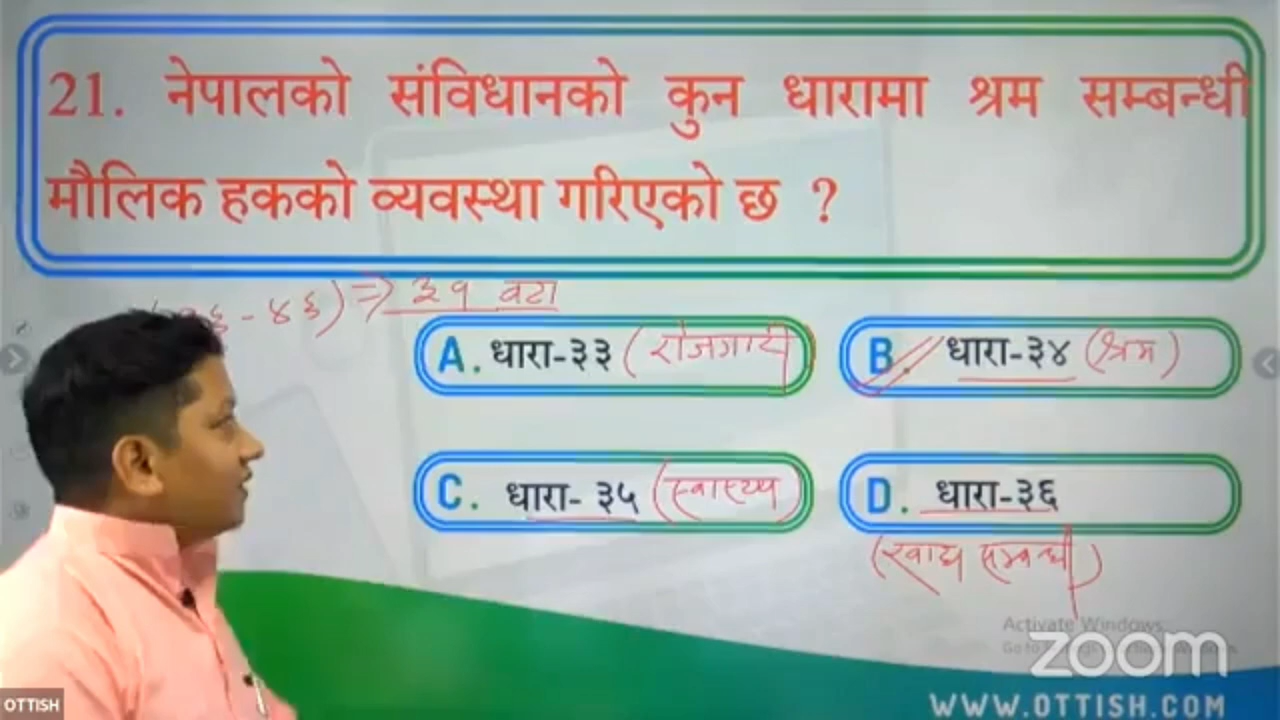 21. नेपालको संविधानको कुन धारामा श्रम सम्बन्धी
मौलिक हकको व्यवस्था गरिएको छ ?
- ४६) => ३१ वटा
A. धारा-३३ (रोजगारी)
B. धारा-३४ (श्रम)
C. धारा- ३५ (स्वास्थ्य)
D. धारा-३६
(खाद्य सम्बन्धी)
Activate Windows
zoom
OTTISH
WWW.OTTISH.COM